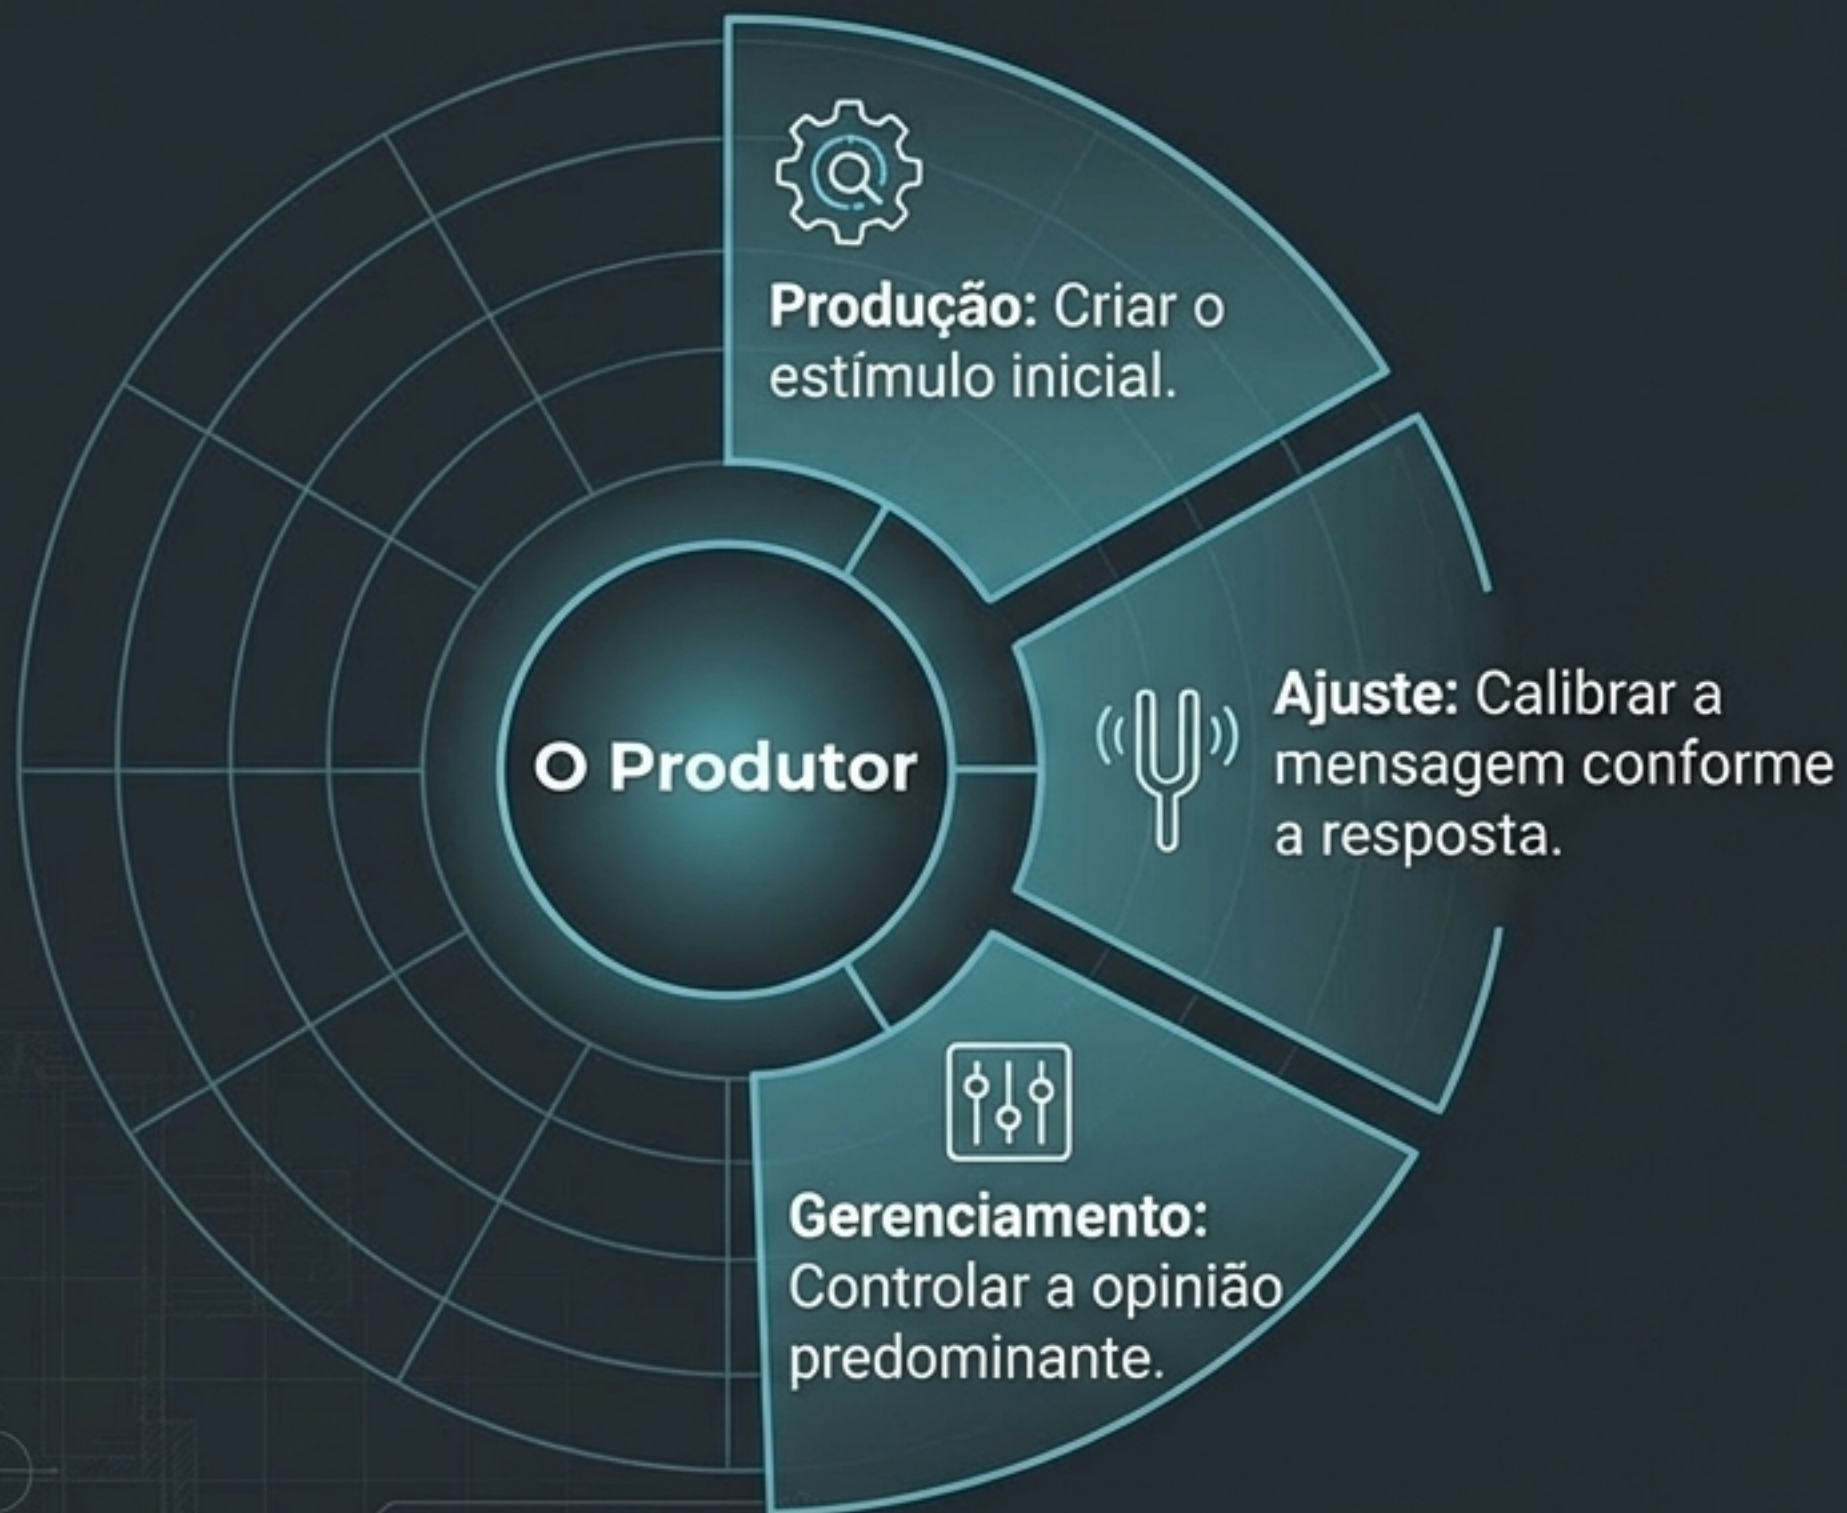 Produção: Criar o
estímulo inicial.
O Produtor
Ajuste: Calibrar a
mensagem conforme
a resposta.
Gerenciamento:
Controlar a opinião
predominante.